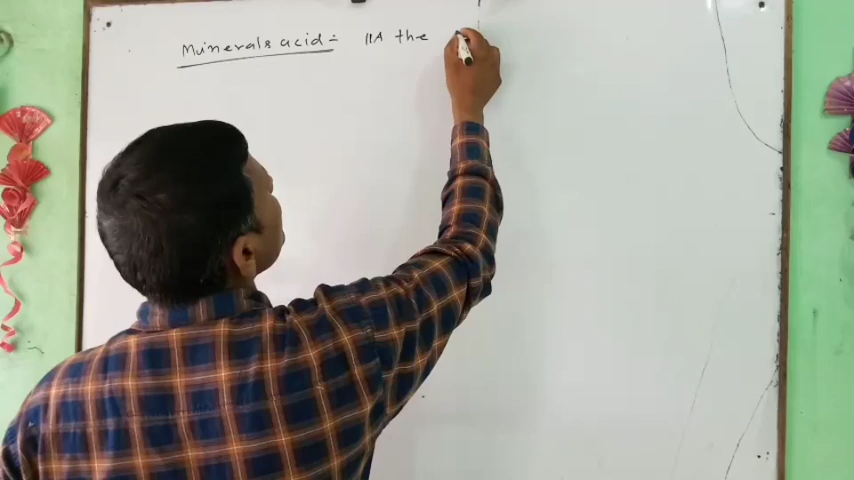 Minerals acid :- "A the